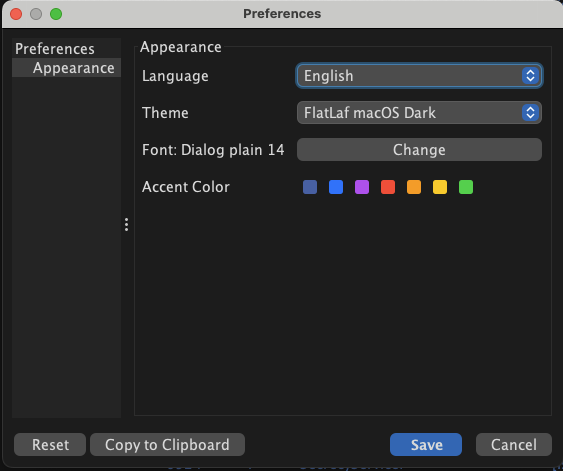 Preferences
Preferences
Appearance
Appearance
Language English
Theme FlatLaf macOS Dark
Font: Dialog plain 14 Change
Accent Color
Reset Copy to Clipboard Save Cancel